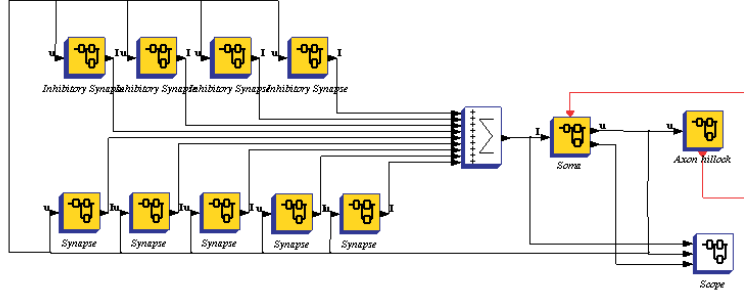 u I u I u I u I
Inhibitory Synapse Inhibitory Synapse Inhibitory Synapse Inhibitory Synapse
+
+
+
+
+
+
+
+
+
Σ
I u u
Soma Axon hillock
u I u I u I u I u I
Synapse Synapse Synapse Synapse Synapse
Scope